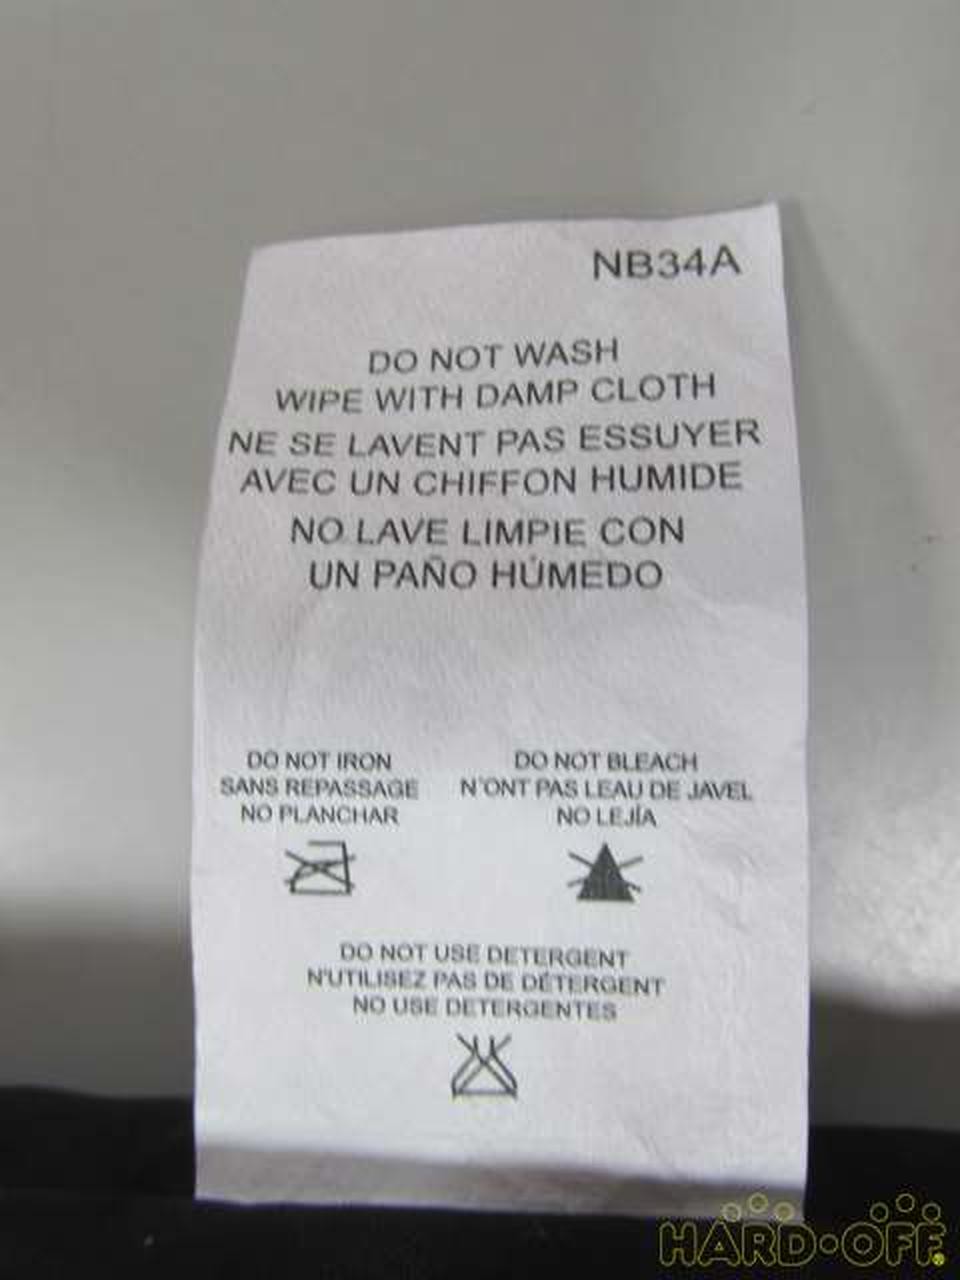 NB34A
DO NOT WASH
WIPE WITH DAMP CLOTH
NE SE LAVENT PAS ESSUYER
AVEC UN CHIFFON HUMIDE
NO LAVE LIMPIE CON
UN PAÑO HÚMEDO
DO NOT IRON
SANS REPASSAGE
NO PLANCHAR
DO NOT BLEACH
N'ONT PAS LEAU DE JAVEL
NO LEJÍA
DO NOT USE DETERGENT
N'UTILISEZ PAS DE DÉTERGENT
NO USE DETERGENTES
HARD-OFF